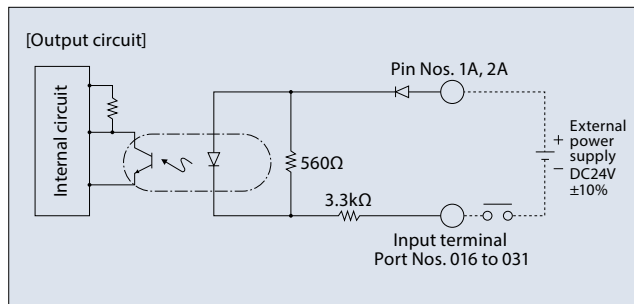 [Output circuit]
Internal circuit
Pin Nos. 1A, 2A
560Ω
3.3kΩ
+ External
power
supply
− DC24V
±10%
Input terminal
Port Nos. 016 to 031